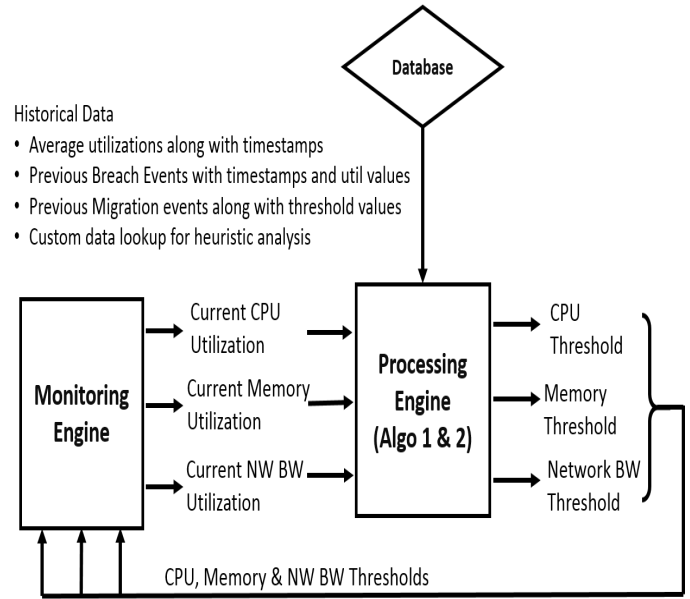 Database
Historical Data
• Average utilizations along with timestamps
• Previous Breach Events with timestamps and util values
• Previous Migration events along with threshold values
• Custom data lookup for heuristic analysis
Monitoring
Engine
Current CPU
Utilization
Current Memory
Utilization
Current NW BW
Utilization
Processing
Engine
(Algo 1 & 2)
CPU
Threshold
Memory
Threshold
Network BW
Threshold
CPU, Memory & NW BW Thresholds